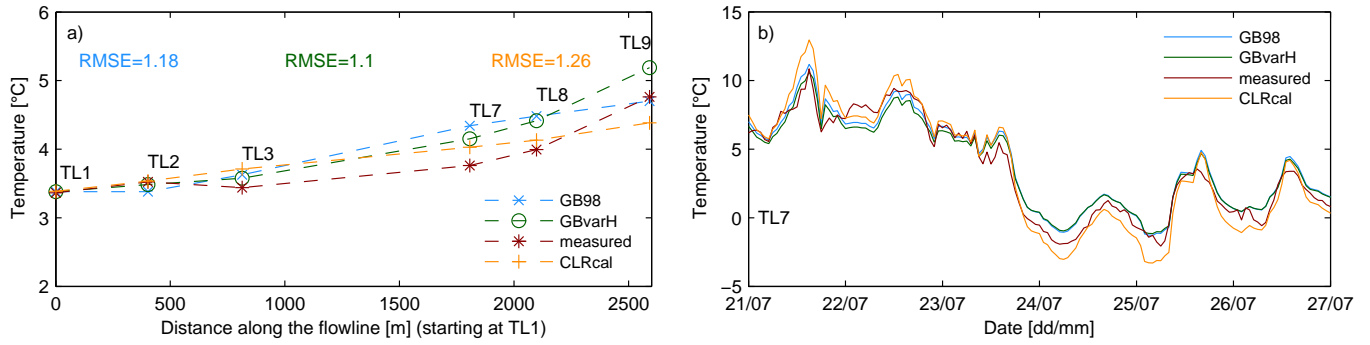 a)
RMSE=1.18
RMSE=1.1
RMSE=1.26
TL1
TL2
TL3
TL7
TL8
TL9
GB98
GBvarH
measured
CLRcal
6
5
4
3
2
Temperature [°C]
0 500 1000 1500 2000 2500
Distance along the flowline [m] (starting at TL1)
b)
GB98
GBvarH
measured
CLRcal
TL7
15
10
5
0
−5
Temperature [°C]
21/07 22/07 23/07 24/07 25/07 26/07 27/07
Date [dd/mm]